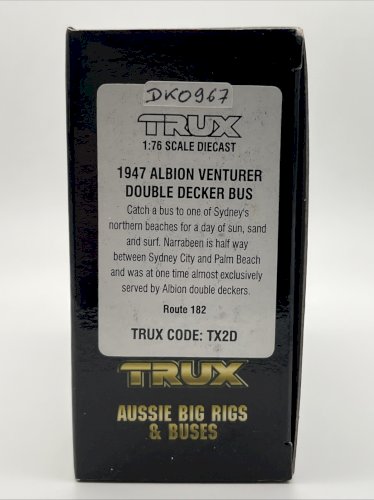 DK0967
TRUX
1:76 SCALE DIECAST
1947 ALBION VENTURER
DOUBLE DECKER BUS
Catch a bus to one of Sydney's
northern beaches for a day of sun, sand
and surf. Narrabeen is half way
between Sydney City and Palm Beach
and was at one time almost exclusively
served by Albion double deckers.
Route 182
TRUX CODE: TX2D
TRUX
AUSSIE BIG RIGS
& BUSES